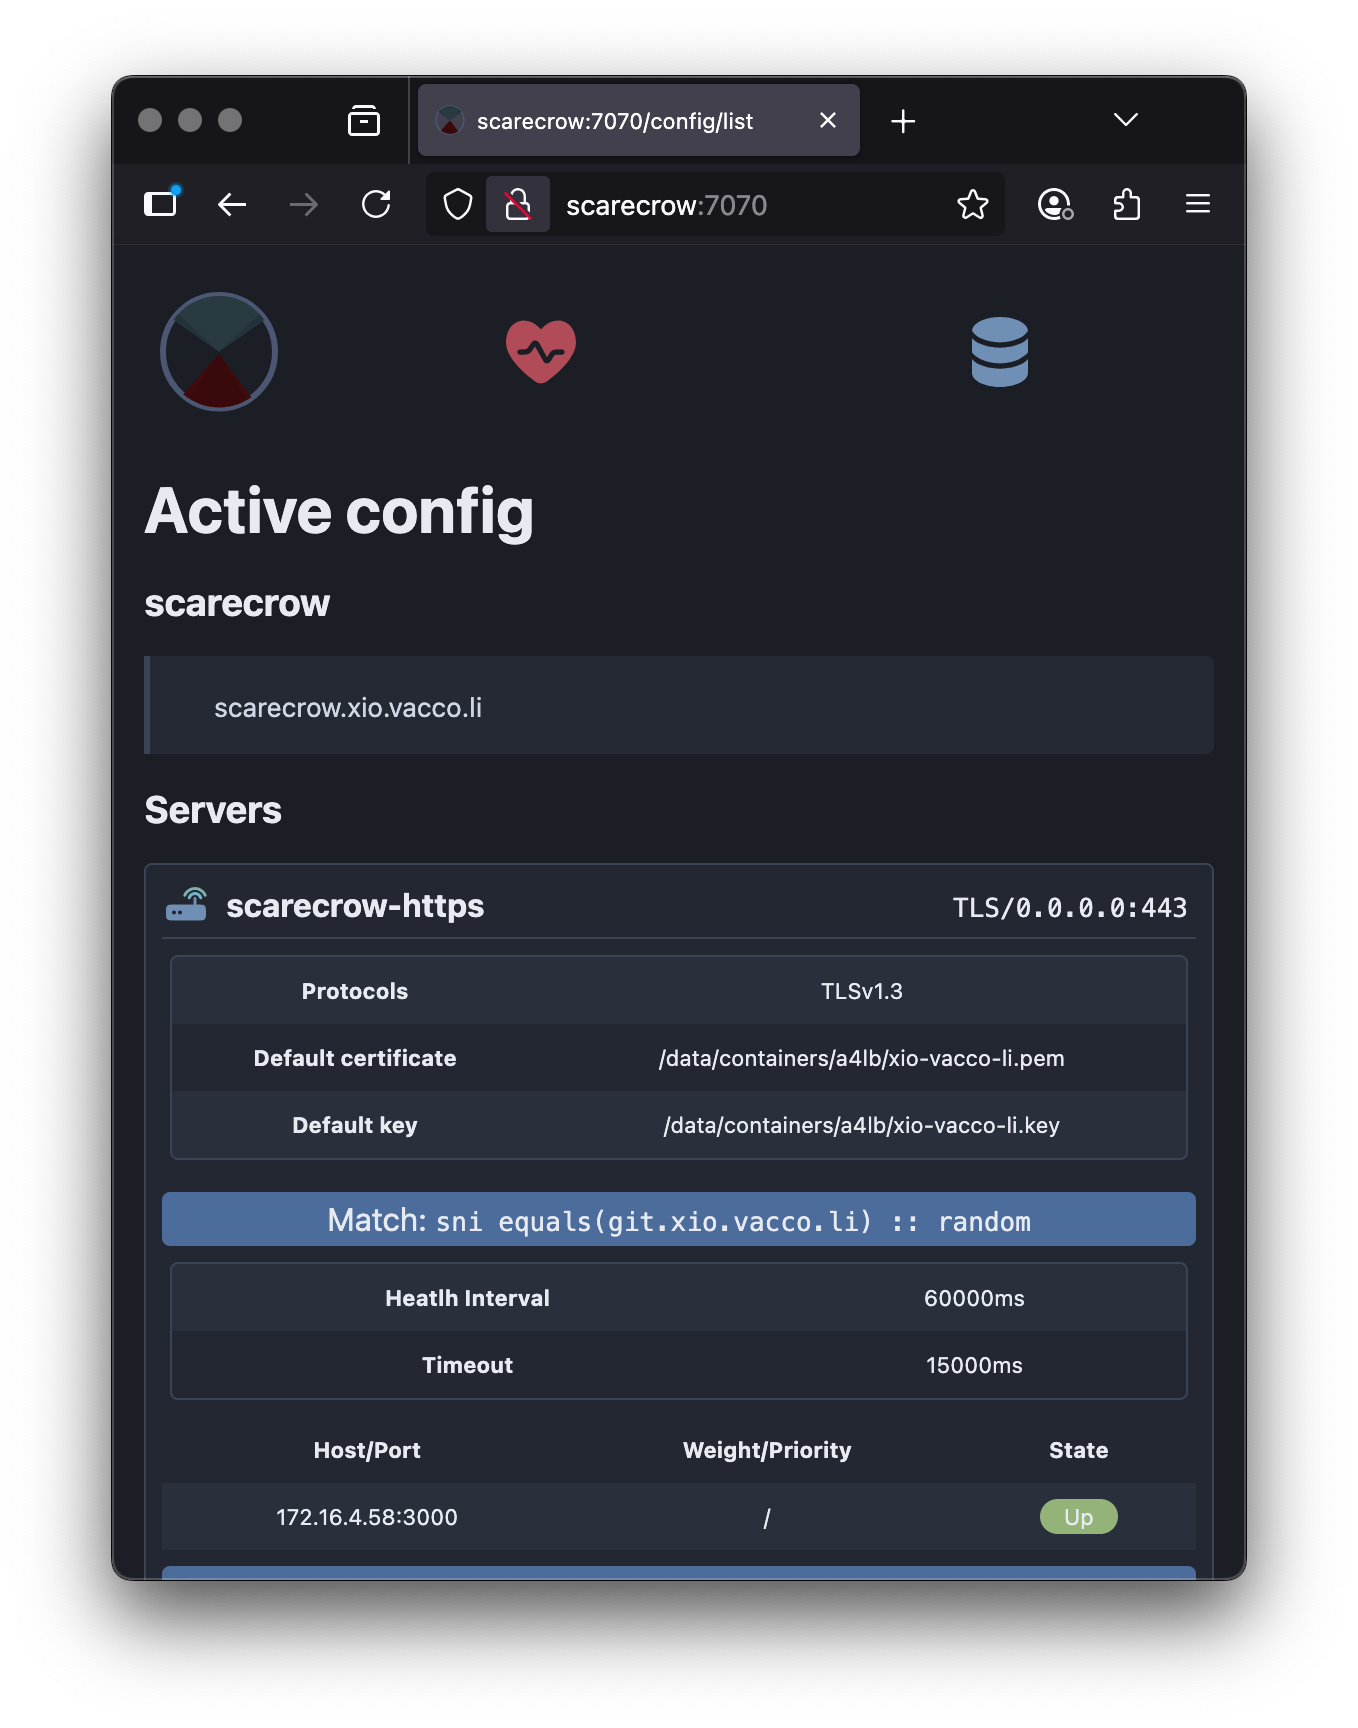 scarecrow:7070/config/list
scarecrow:7070
Active config
scarecrow
scarecrow.xio.vacco.li
Servers
scarecrow-https TLS/0.0.0.0:443
Protocols TLSv1.3
Default certificate /data/containers/a4lb/xio-vacco-li.pem
Default key /data/containers/a4lb/xio-vacco-li.key
Match: sni equals(git.xio.vacco.li) :: random
Heatlh Interval 60000ms
Timeout 15000ms
Host/Port Weight/Priority State
172.16.4.58:3000 / Up